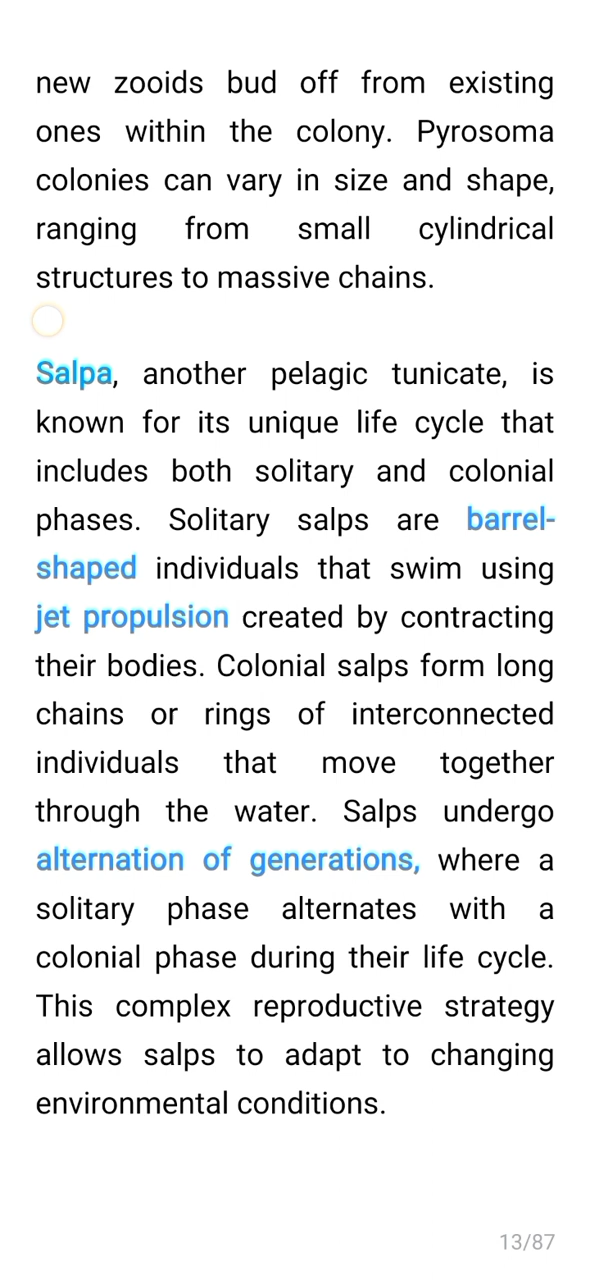 new zooids bud off from existing
ones within the colony. Pyrosoma
colonies can vary in size and shape,
ranging from small cylindrical
structures to massive chains.
Salpa, another pelagic tunicate, is
known for its unique life cycle that
includes both solitary and colonial
phases. Solitary salps are barrel-
shaped individuals that swim using
jet propulsion created by contracting
their bodies. Colonial salps form long
chains or rings of interconnected
individuals that move together
through the water. Salps undergo
alternation of generations, where a
solitary phase alternates with a
colonial phase during their life cycle.
This complex reproductive strategy
allows salps to adapt to changing
environmental conditions.
13/87